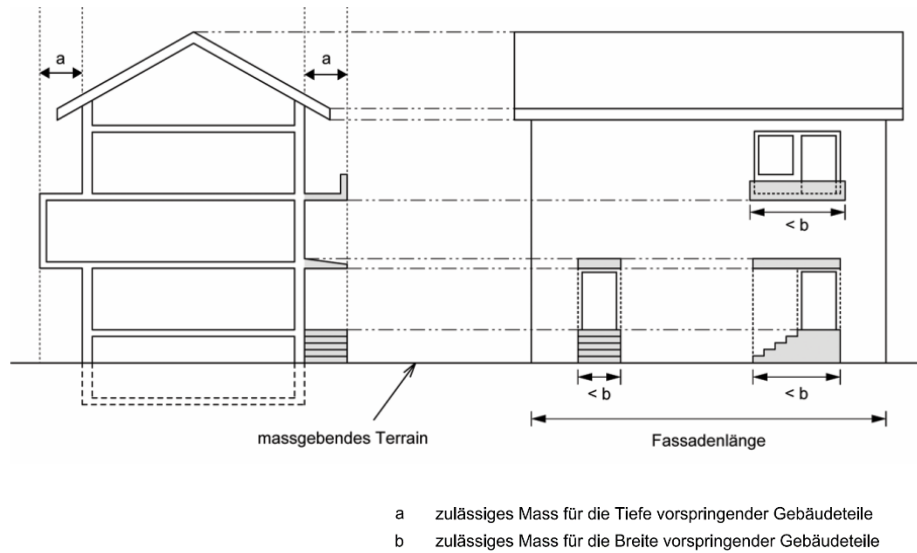 a
a
< b
< b
< b
massgebendes Terrain
Fassadenlänge
a zulässiges Mass für die Tiefe vorspringender Gebäudeteile
b zulässiges Mass für die Breite vorspringender Gebäudeteile